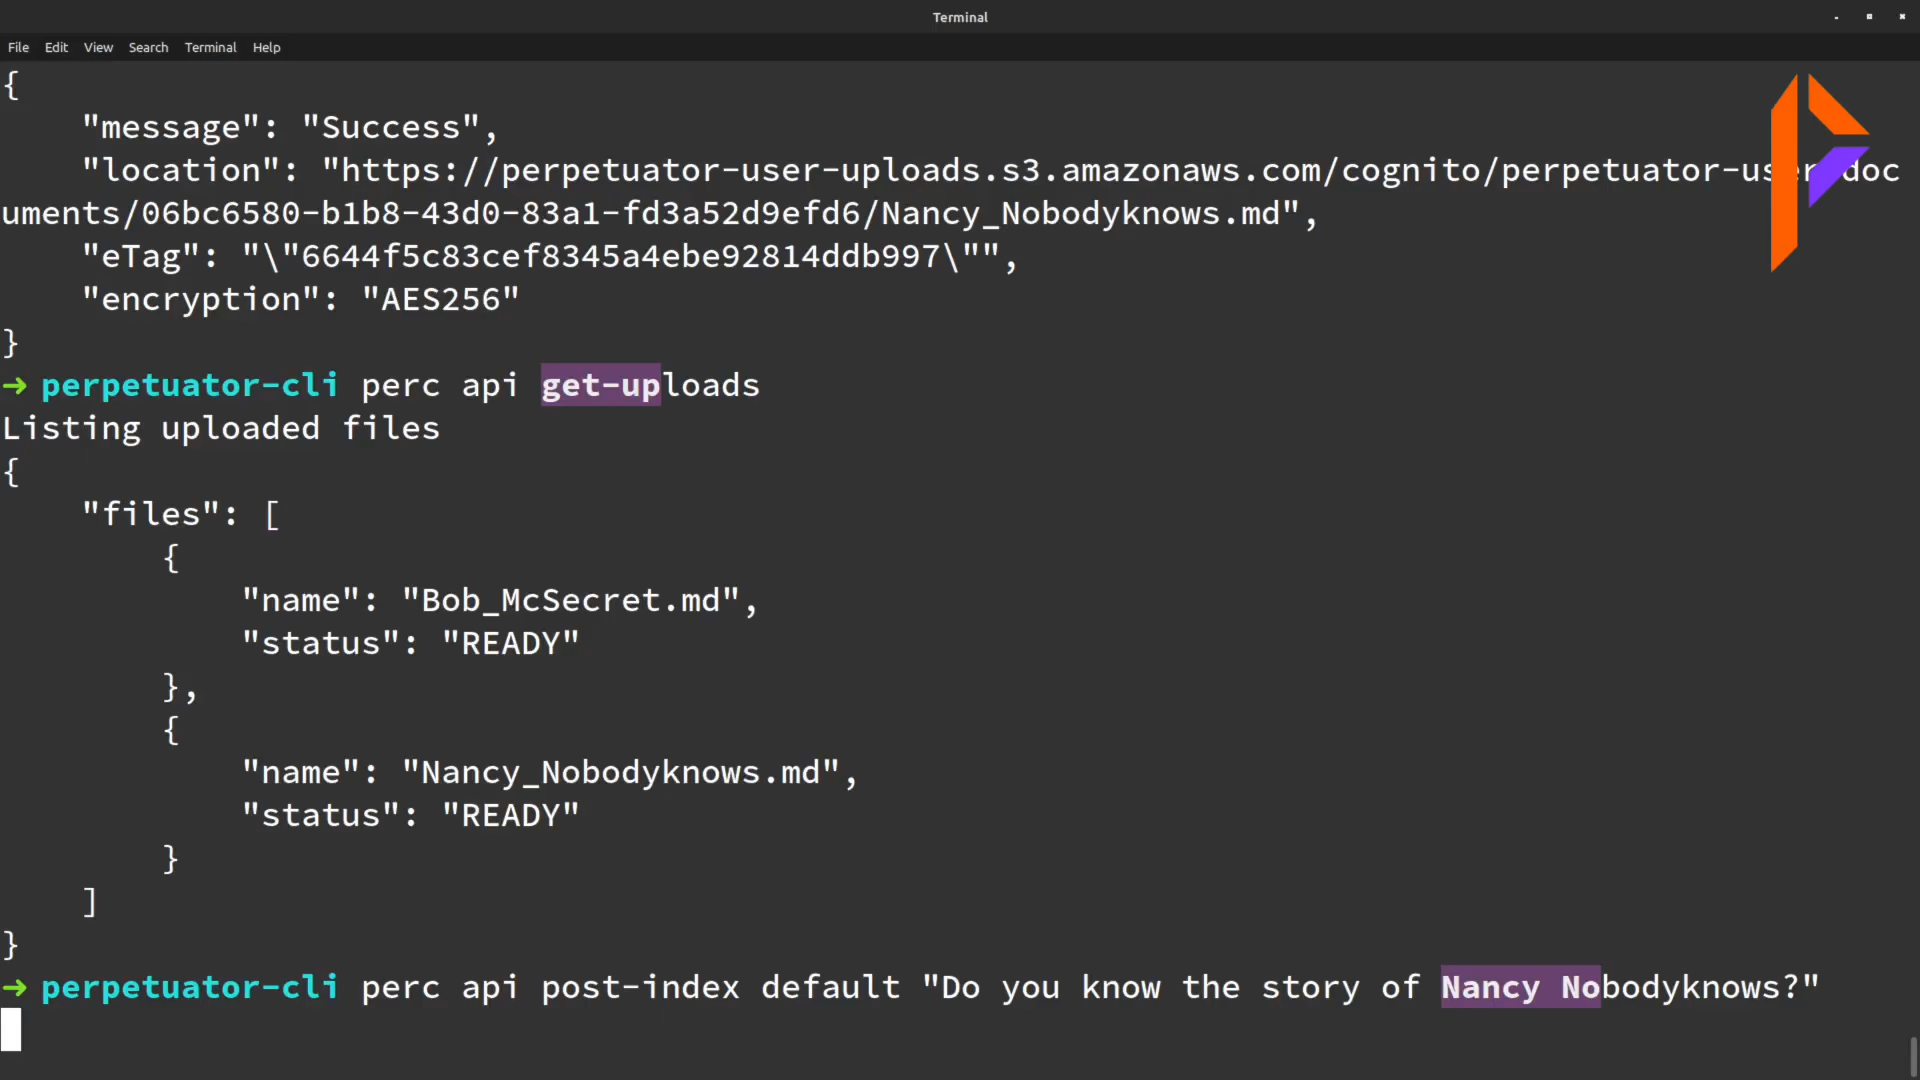 Terminal
File Edit View Search Terminal Help
{
    "message": "Success",
    "location": "https://perpetuator-user-uploads.s3.amazonaws.com/cognito/perpetuator-user-doc
uments/06bc6580-b1b8-43d0-83a1-fd3a52d9efd6/Nancy_Nobodyknows.md",
    "eTag": "\"6644f5c83cef8345a4ebe92814ddb997\"",
    "encryption": "AES256"
}
➜ perpetuator-cli perc api get-uploads
Listing uploaded files
{
    "files": [
        {
            "name": "Bob_McSecret.md",
            "status": "READY"
        },
        {
            "name": "Nancy_Nobodyknows.md",
            "status": "READY"
        }
    ]
}
➜ perpetuator-cli perc api post-index default "Do you know the story of Nancy Nobodyknows?"